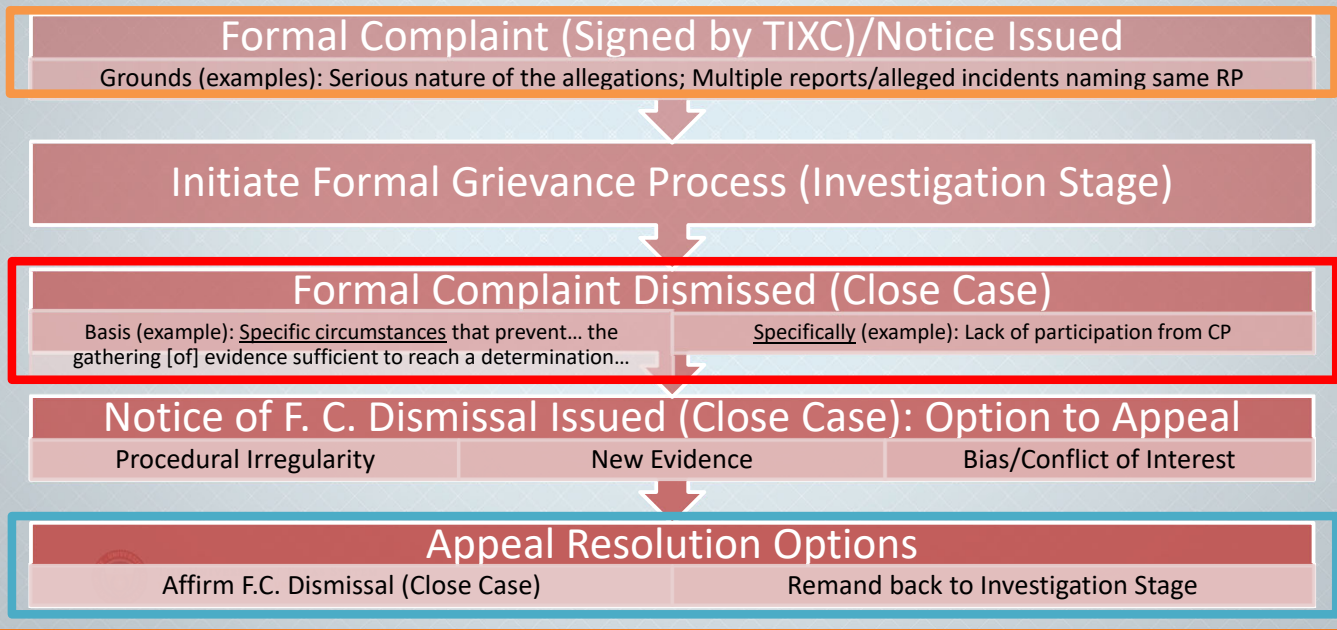 Formal Complaint (Signed by TIXC)/Notice Issued
Grounds (examples): Serious nature of the allegations; Multiple reports/alleged incidents naming same RP
Initiate Formal Grievance Process (Investigation Stage)
Formal Complaint Dismissed (Close Case)
Basis (example): Specific circumstances that prevent… the
gathering [of] evidence sufficient to reach a determination…
Specifically (example): Lack of participation from CP
Notice of F. C. Dismissal Issued (Close Case): Option to Appeal
Procedural Irregularity
New Evidence
Bias/Conflict of Interest
Appeal Resolution Options
Affirm F.C. Dismissal (Close Case)
Remand back to Investigation Stage